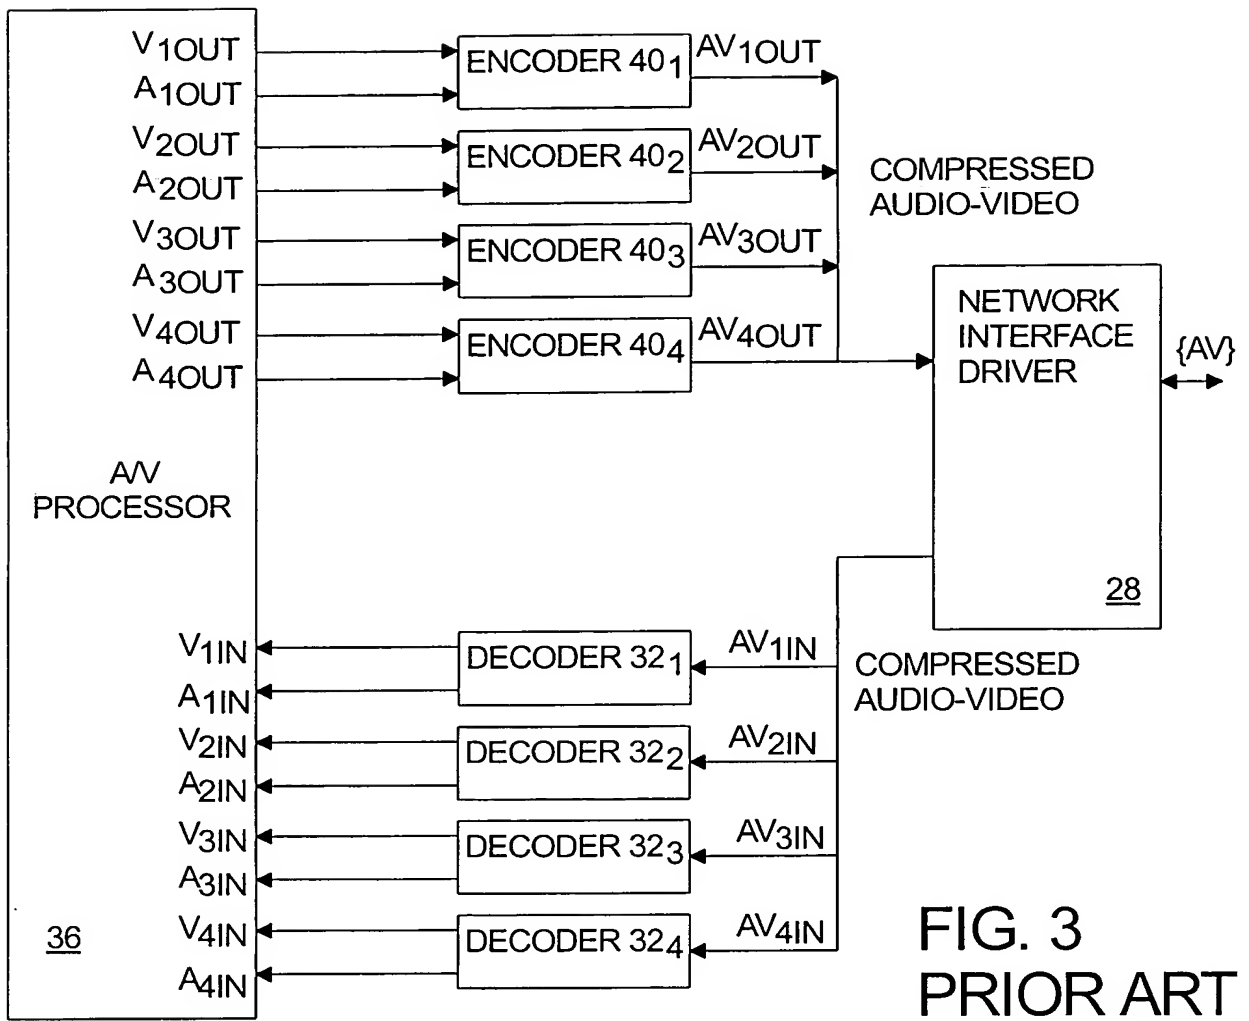 V1OUT
A1OUT
V2OUT
A2OUT
V3OUT
A3OUT
V4OUT
A4OUT
A/V
PROCESSOR
V1IN
A1IN
V2IN
A2IN
V3IN
A3IN
V4IN
A4IN
36
ENCODER 401
ENCODER 402
ENCODER 403
ENCODER 404
AV1OUT
AV2OUT
AV3OUT
AV4OUT
COMPRESSED
AUDIO-VIDEO
NETWORK
INTERFACE
DRIVER
28
{AV}
DECODER 321
DECODER 322
DECODER 323
DECODER 324
AV1IN
AV2IN
AV3IN
AV4IN
COMPRESSED
AUDIO-VIDEO
FIG. 3
PRIOR ART